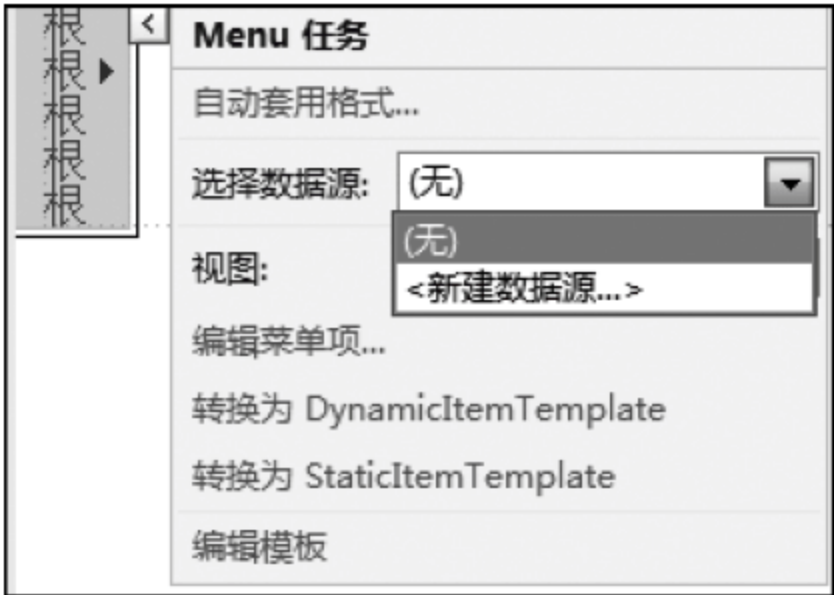 根
根
根
根
根
Menu 任务
自动套用格式...
选择数据源: (无)
(无)
<新建数据源...>
视图:
编辑菜单项...
转换为 DynamicItemTemplate
转换为 StaticItemTemplate
编辑模板